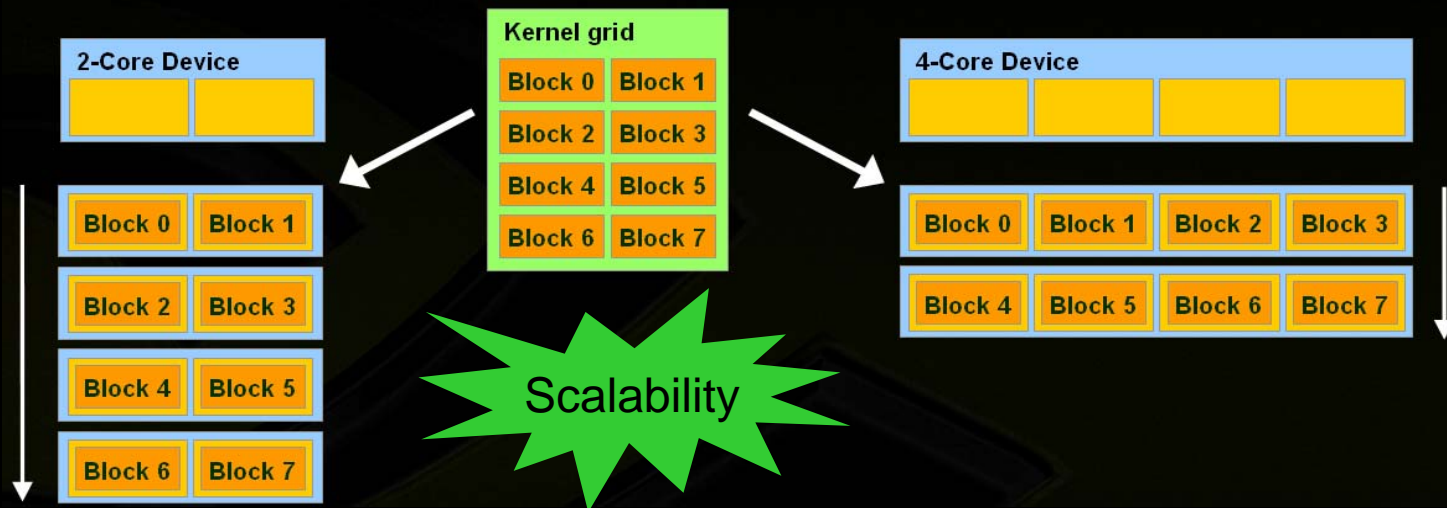 2-Core Device
Kernel grid
Block 0 Block 1
Block 2 Block 3
Block 4 Block 5
Block 6 Block 7
4-Core Device
Block 0 Block 1
Block 2 Block 3
Block 4 Block 5
Block 6 Block 7
Scalability
Block 0 Block 1 Block 2 Block 3
Block 4 Block 5 Block 6 Block 7